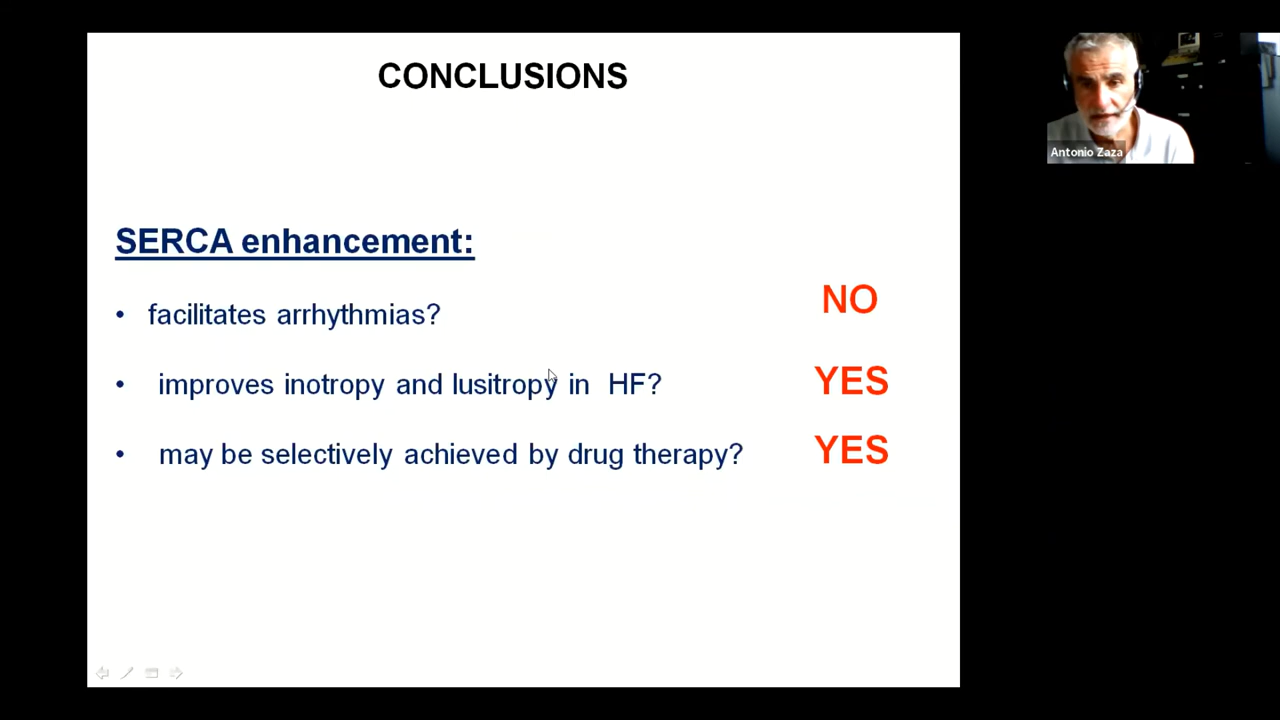 CONCLUSIONS
Antonio Zaza
SERCA enhancement:
• facilitates arrhythmias? NO
• improves inotropy and lusitropy in HF? YES
• may be selectively achieved by drug therapy? YES